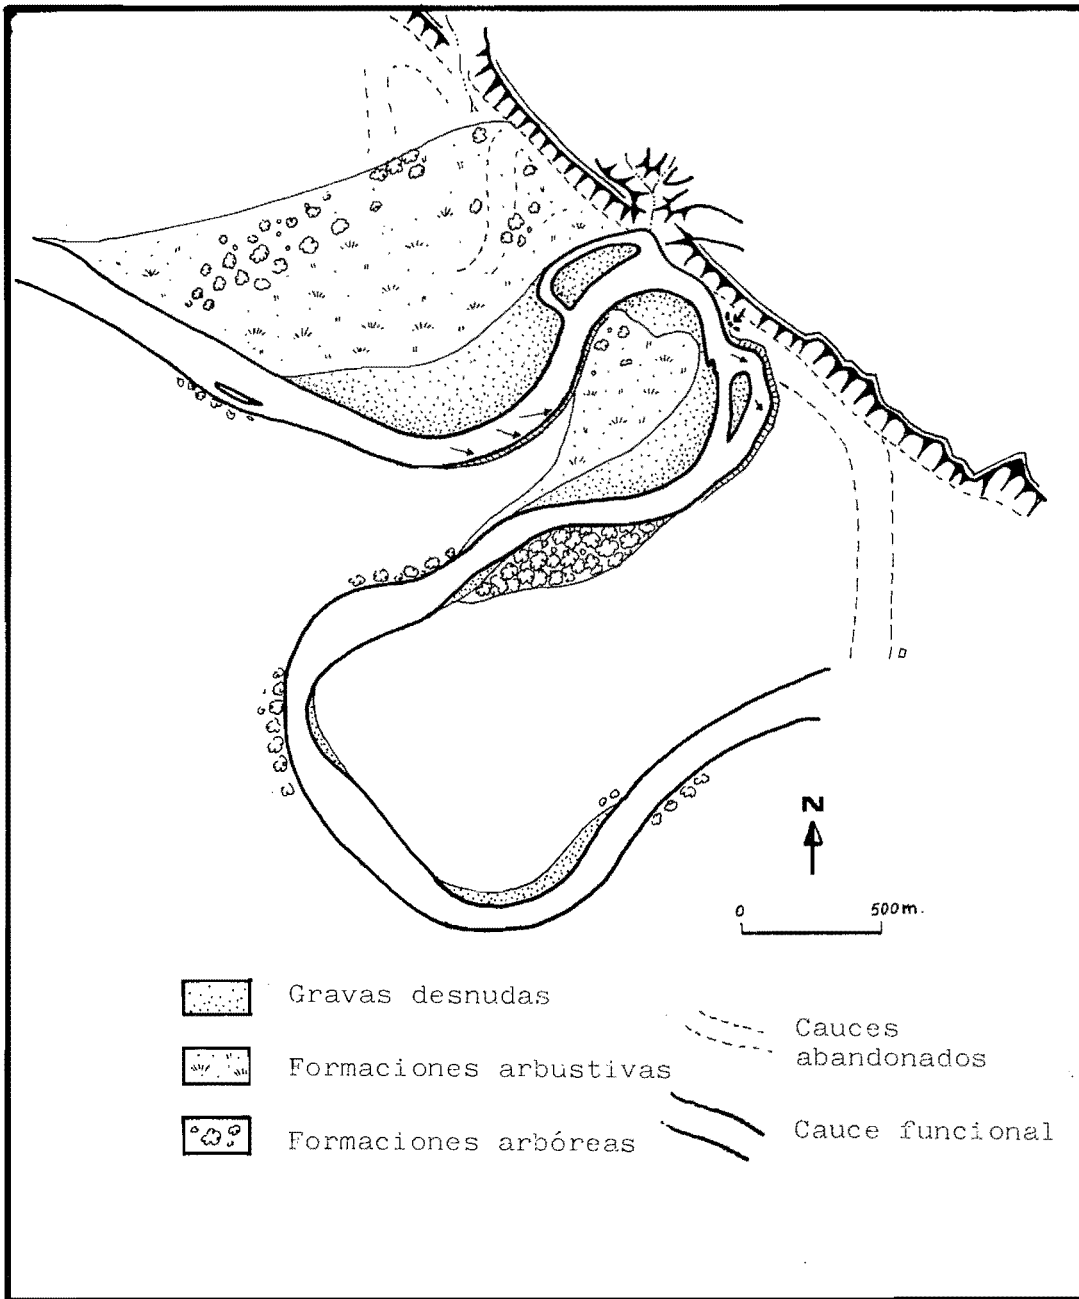 N
0 500m.
Gravas desnudas
Formaciones arbustivas
Formaciones arbóreas
Cauces
abandonados
Cauce funcional